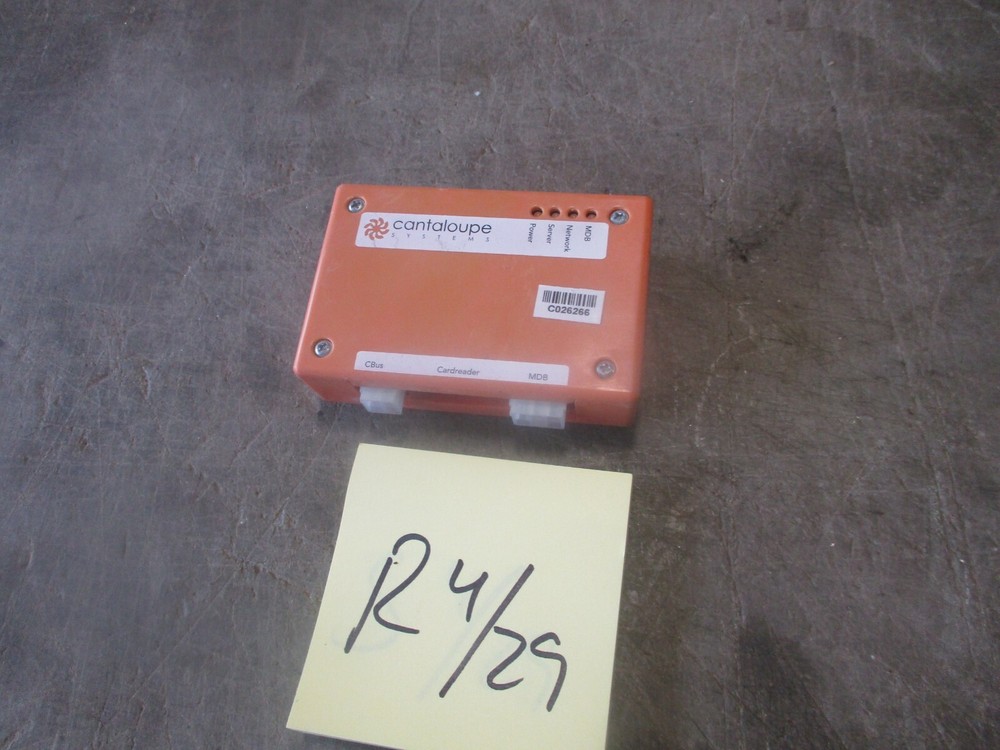 cantaloupe
SYSTEMS
Power
Server
Network
MDB
C026266
CBus Cardreader MDB
R 4/29